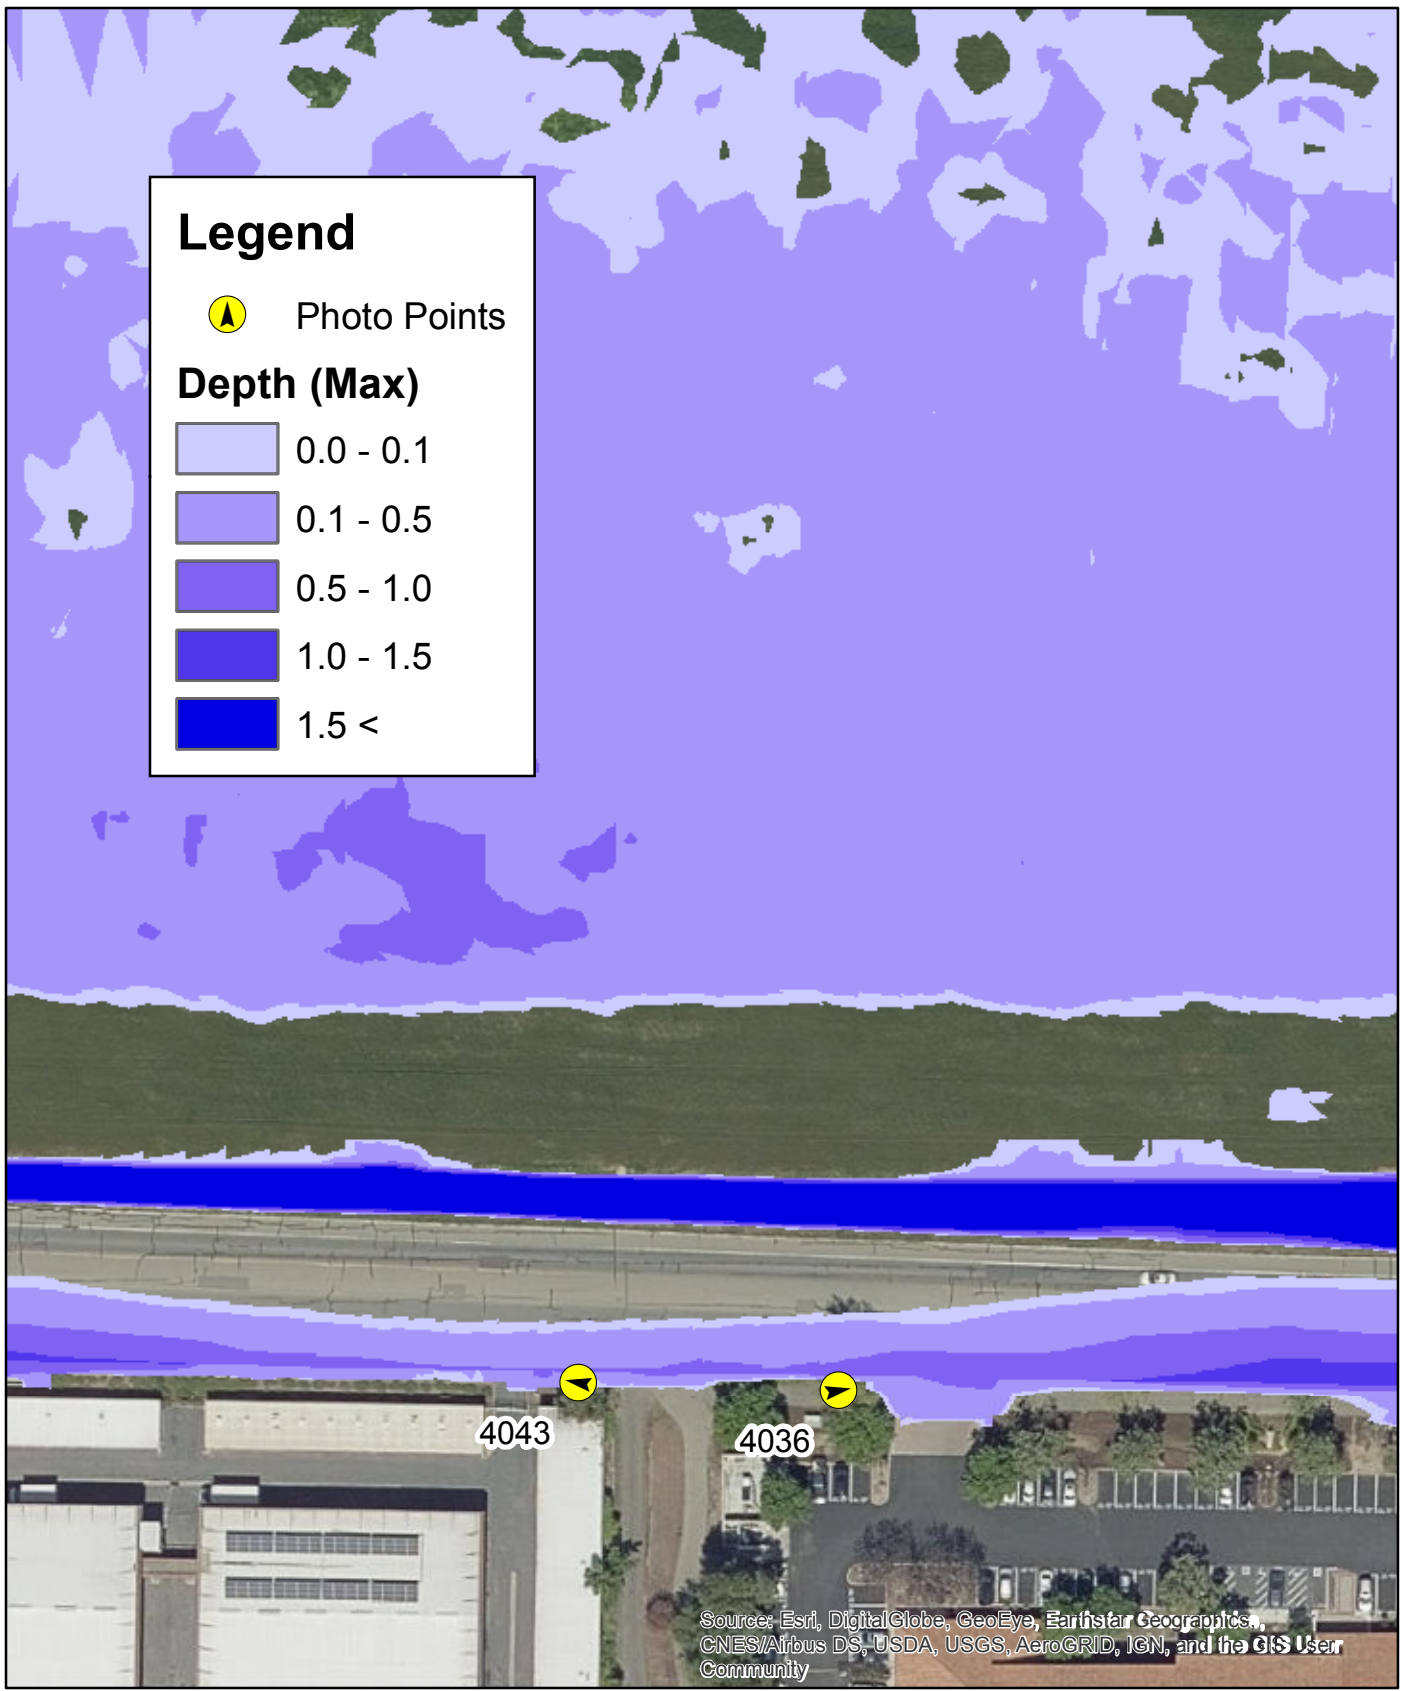 Legend
Photo Points
Depth (Max)
0.0 - 0.1
0.1 - 0.5
0.5 - 1.0
1.0 - 1.5
1.5 <
4043
4036
Source: Esri, DigitalGlobe, GeoEye, Earthstar Geographics,
CNES/Airbus DS, USDA, USGS, AeroGRID, IGN, and the GIS User
Community